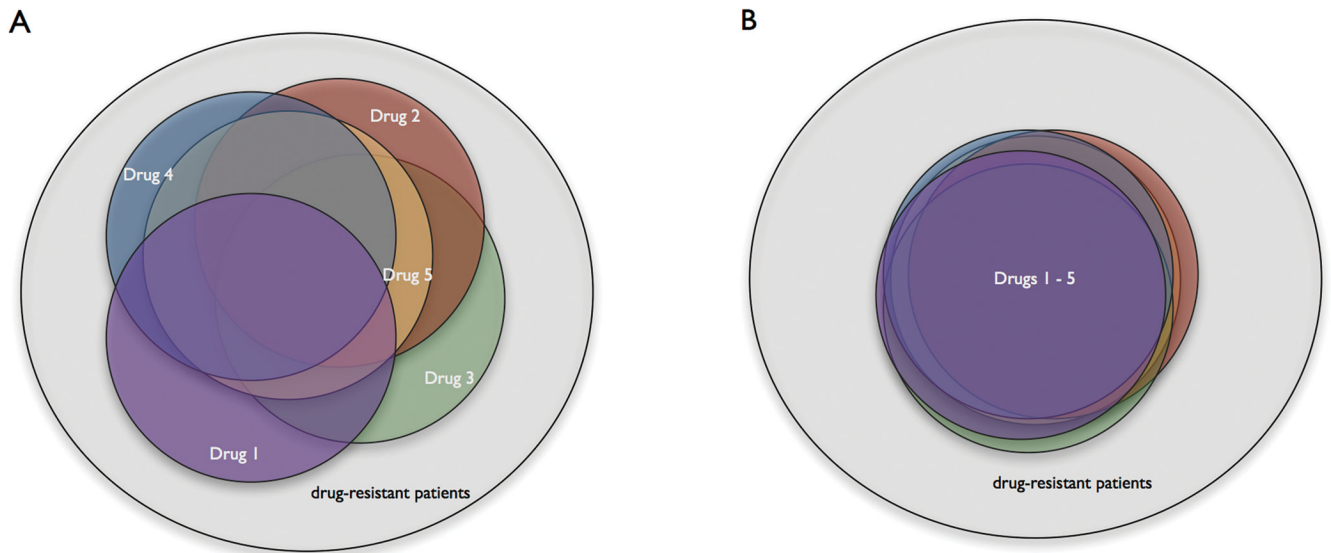 A
B
Drug 2
Drug 4
Drug 5
Drug 3
Drug 1
drug-resistant patients
Drugs 1 - 5
drug-resistant patients